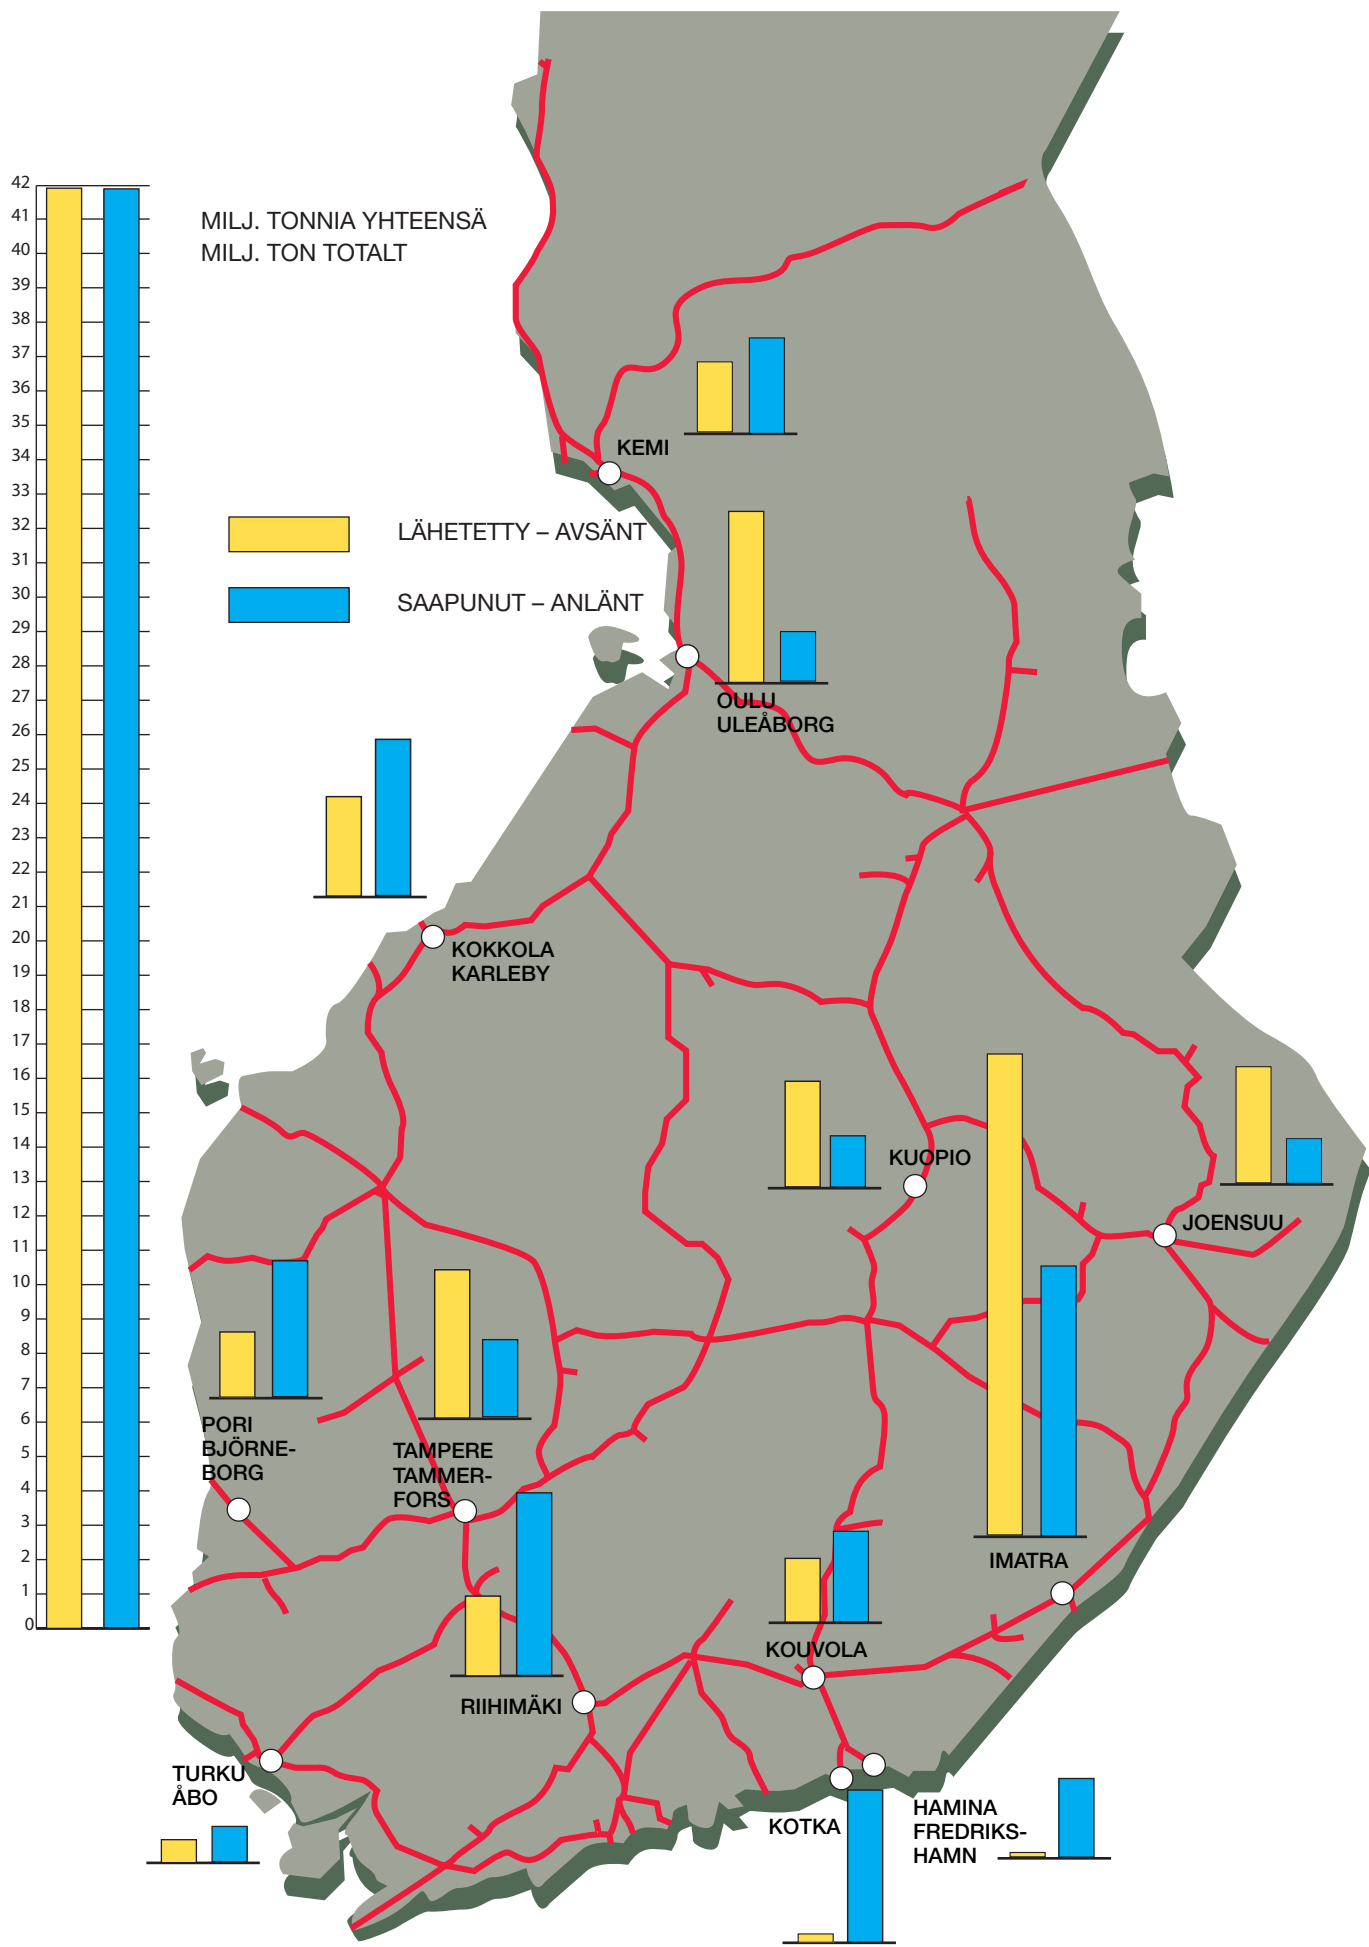 42
41
40
39
38
37
36
35
34
33
32
31
30
29
28
27
26
25
24
23
22
21
20
19
18
17
16
15
14
13
12
11
10
9
8
7
6
5
4
3
2
1
0
MILJ. TONNIA YHTEENSÄ
MILJ. TON TOTALT
LÄHETETTY – AVSÄNT
SAAPUNUT – ANLÄNT
KEMI
OULU
ULEÅBORG
KOKKOLA
KARLEBY
KUOPIO
JOENSUU
PORI
BJÖRNE-
BORG
TAMPERE
TAMMER-
FORS
IMATRA
KOUVOLA
RIIHIMÄKI
TURKU
ÅBO
KOTKA
HAMINA
FREDRIKS-
HAMN